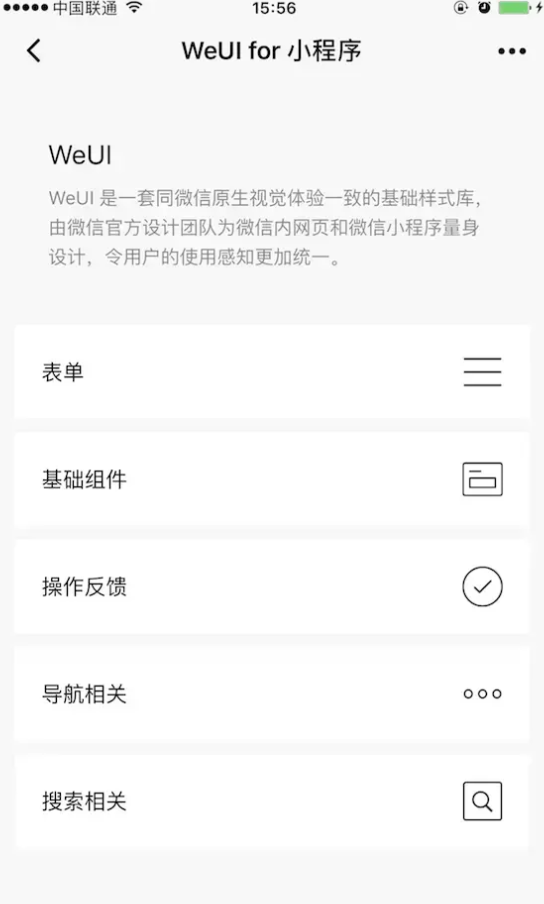 中国联通 15:56
WeUI for 小程序
WeUI
WeUI 是一套同微信原生视觉体验一致的基础样式库，
由微信官方设计团队为微信内网页和微信小程序量身
设计，令用户的使用感知更加统一。
表单
基础组件
操作反馈
导航相关
搜索相关